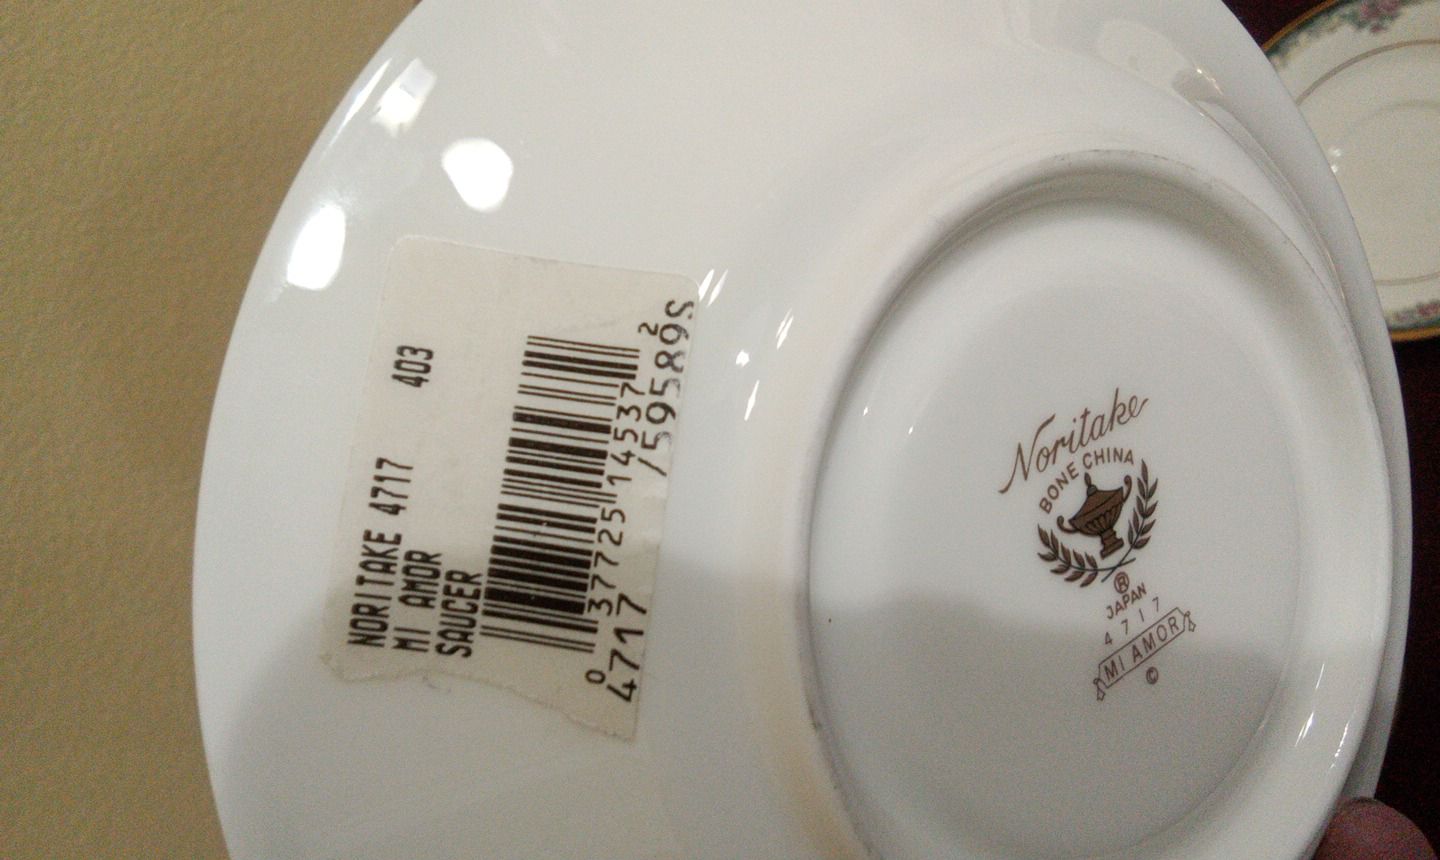 NORITAKE 4717 403
MI AMOR
SAUCER
0 37725 14537 2
4717 /59589S
Noritake
BONE CHINA
®
JAPAN
4717
MI AMOR
©